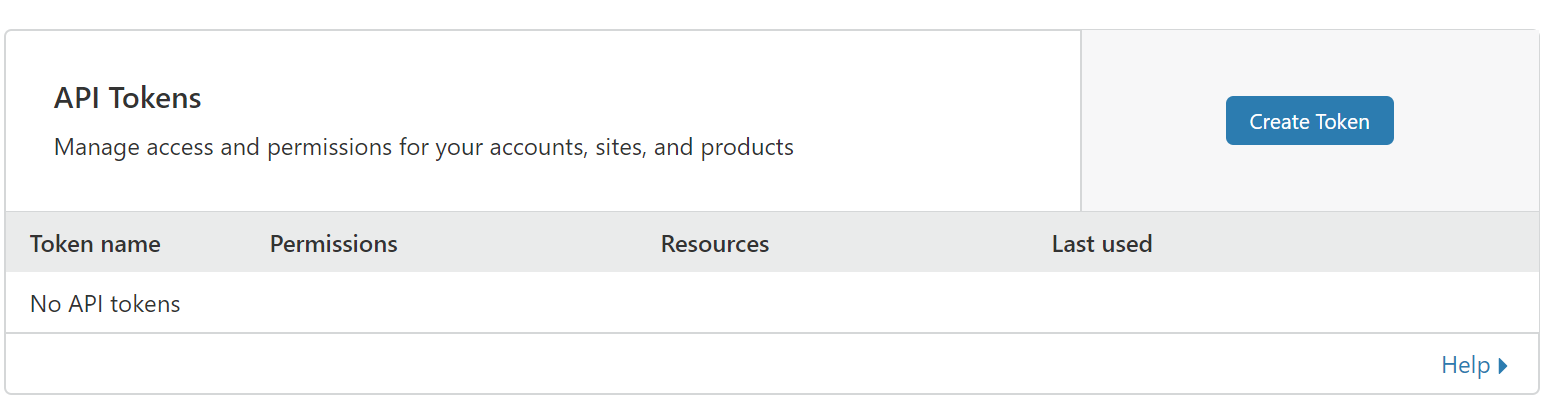 API Tokens
Manage access and permissions for your accounts, sites, and products
Create Token
Token name Permissions Resources Last used
No API tokens
Help